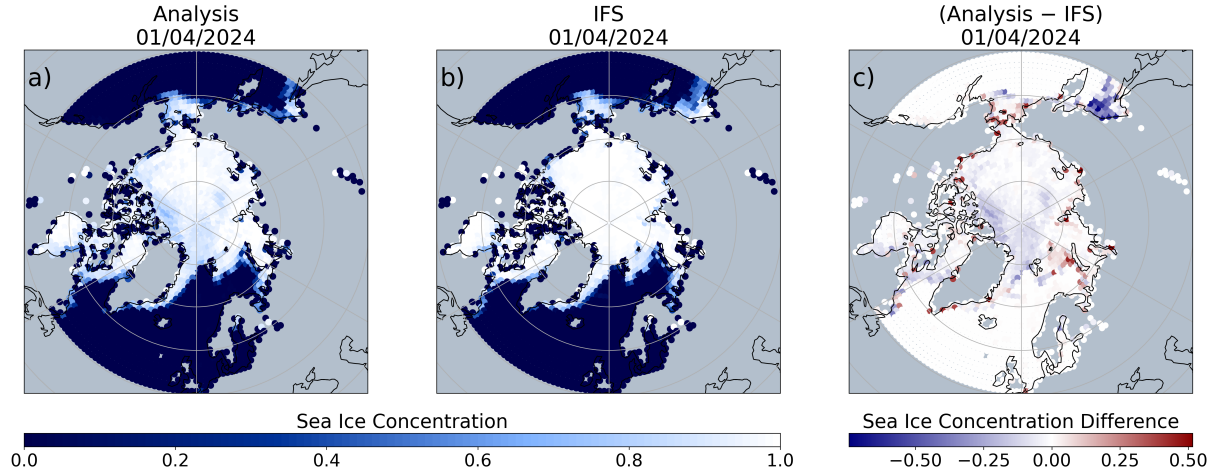 Analysis
01/04/2024
IFS
01/04/2024
(Analysis − IFS)
01/04/2024
a)
b)
c)
Sea Ice Concentration
0.0 0.2 0.4 0.6 0.8 1.0
Sea Ice Concentration Difference
−0.50 −0.25 0.00 0.25 0.50